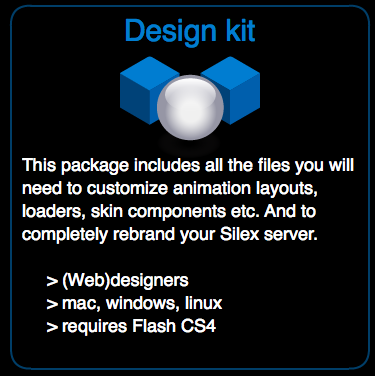 Design kit
This package includes all the files you will
need to customize animation layouts,
loaders, skin components etc. And to
completely rebrand your Silex server.
> (Web)designers
> mac, windows, linux
> requires Flash CS4